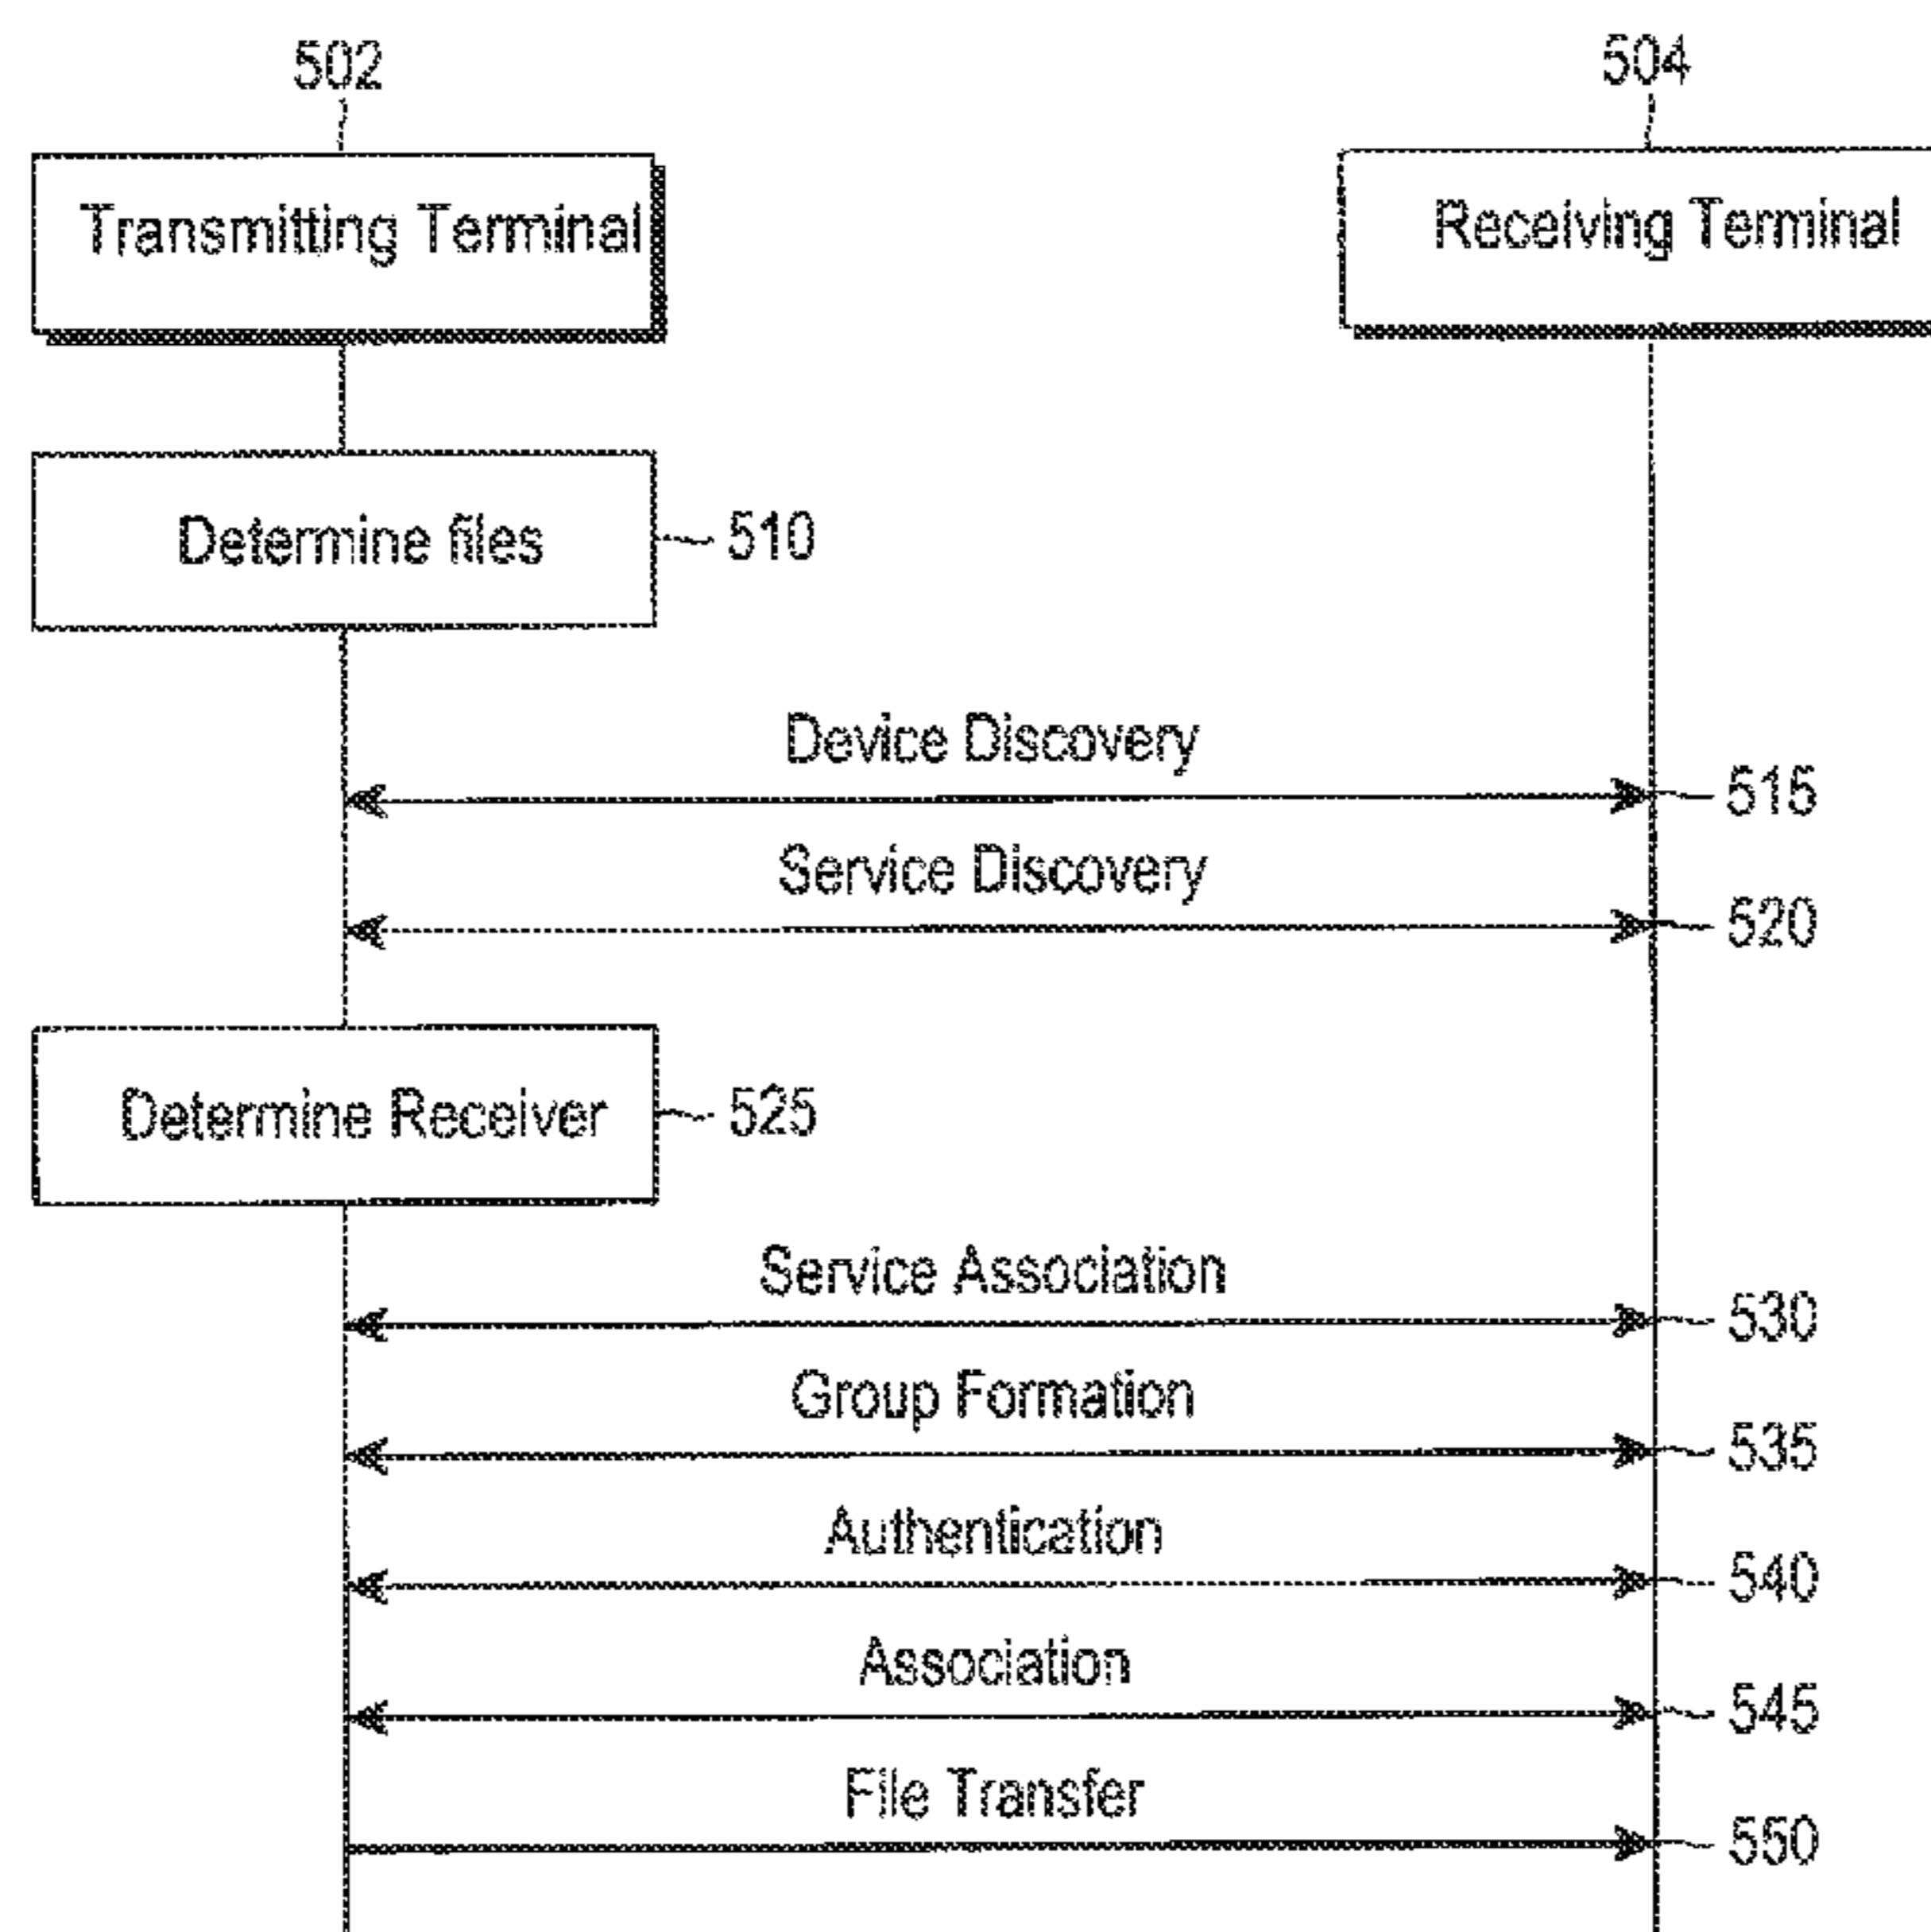 502
504
Transmitting Terminal
Receiving Terminal
Determine files
510
Device Discovery
515
Service Discovery
520
Determine Receiver
525
Service Association
530
Group Formation
535
Authentication
540
Association
545
File Transfer
550